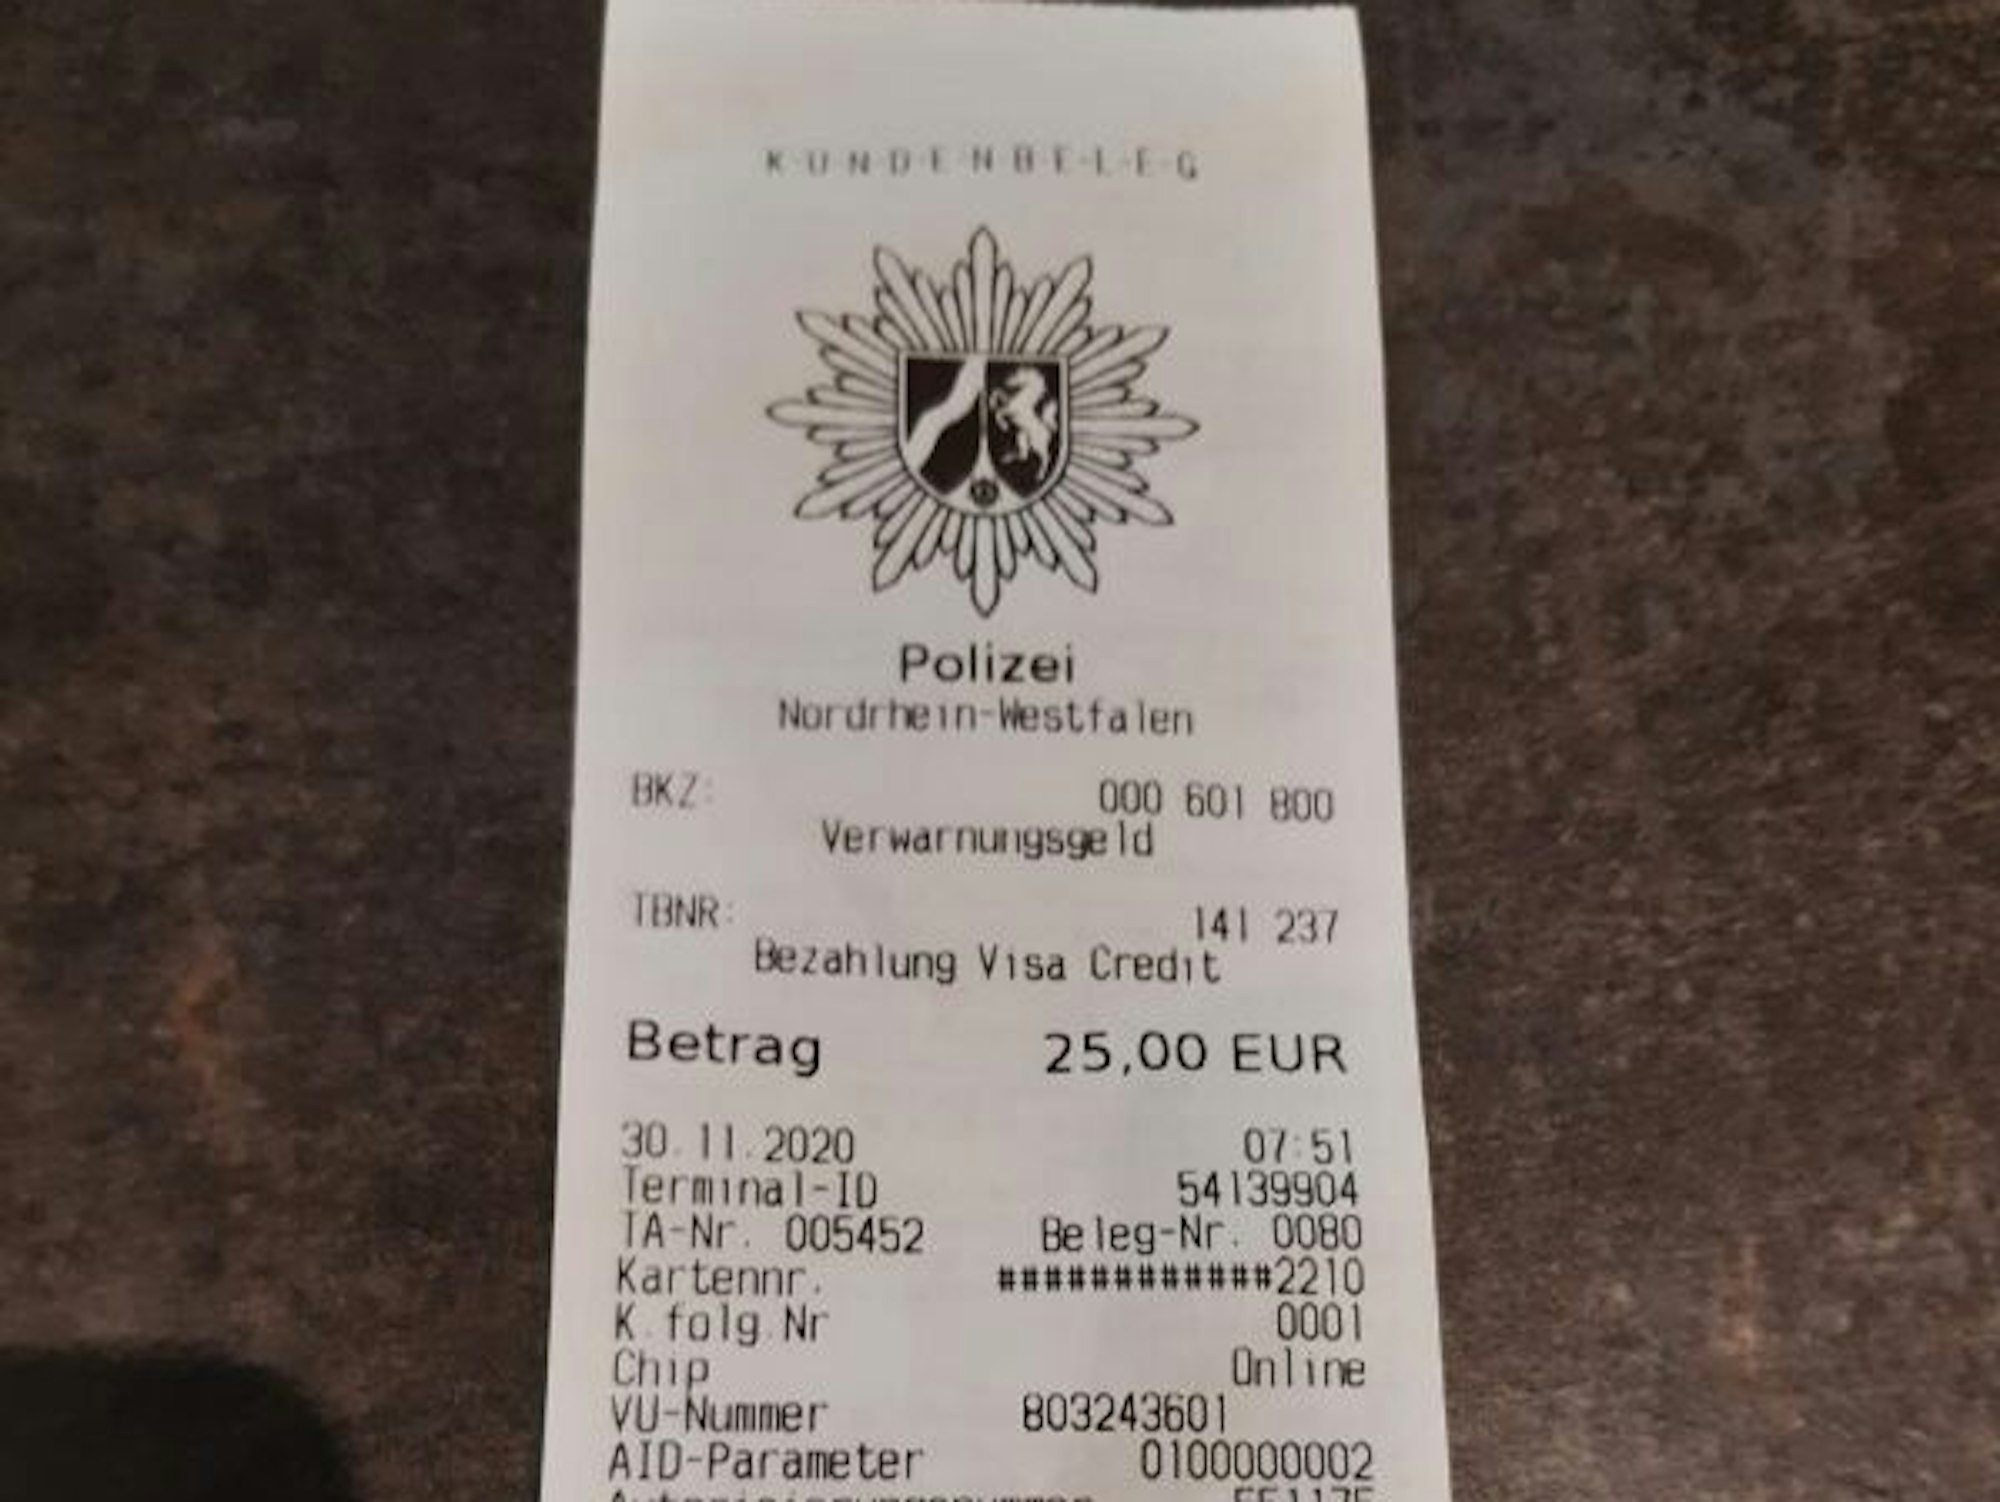 K-U-N-D-E-N-B-E-L-E-G
Polizei
Nordrhein-Westfalen
BKZ: 000 601 800
Verwarnungsgeld
TBNR: 141 237
Bezahlung Visa Credit
Betrag 25,00 EUR
30.11.2020 07:51
Terminal-ID 54139904
TA-Nr. 005452 Beleg-Nr. 0080
Kartennr. ############2210
K.folg.Nr 0001
Chip Online
VU-Nummer 803243601
AID-Parameter 0100000002